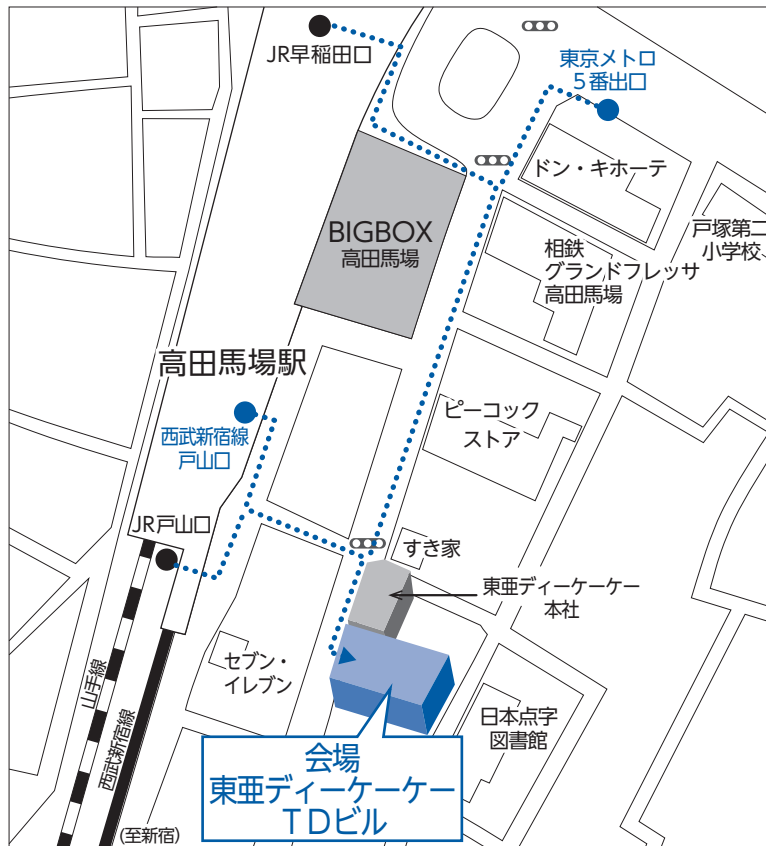 JR早稲田口
東京メトロ
5番出口
ドン・キホーテ
戸塚第二
小学校
BIGBOX
高田馬場
相鉄
グランドフレッサ
高田馬場
高田馬場駅
ピーコック
ストア
西武新宿線
戸山口
JR戸山口
すき家
東亜ディーケーケー
本社
セブン・
イレブン
山手線
西武新宿線
日本点字
図書館
会場
東亜ディーケーケー
TDビル
(至新宿)